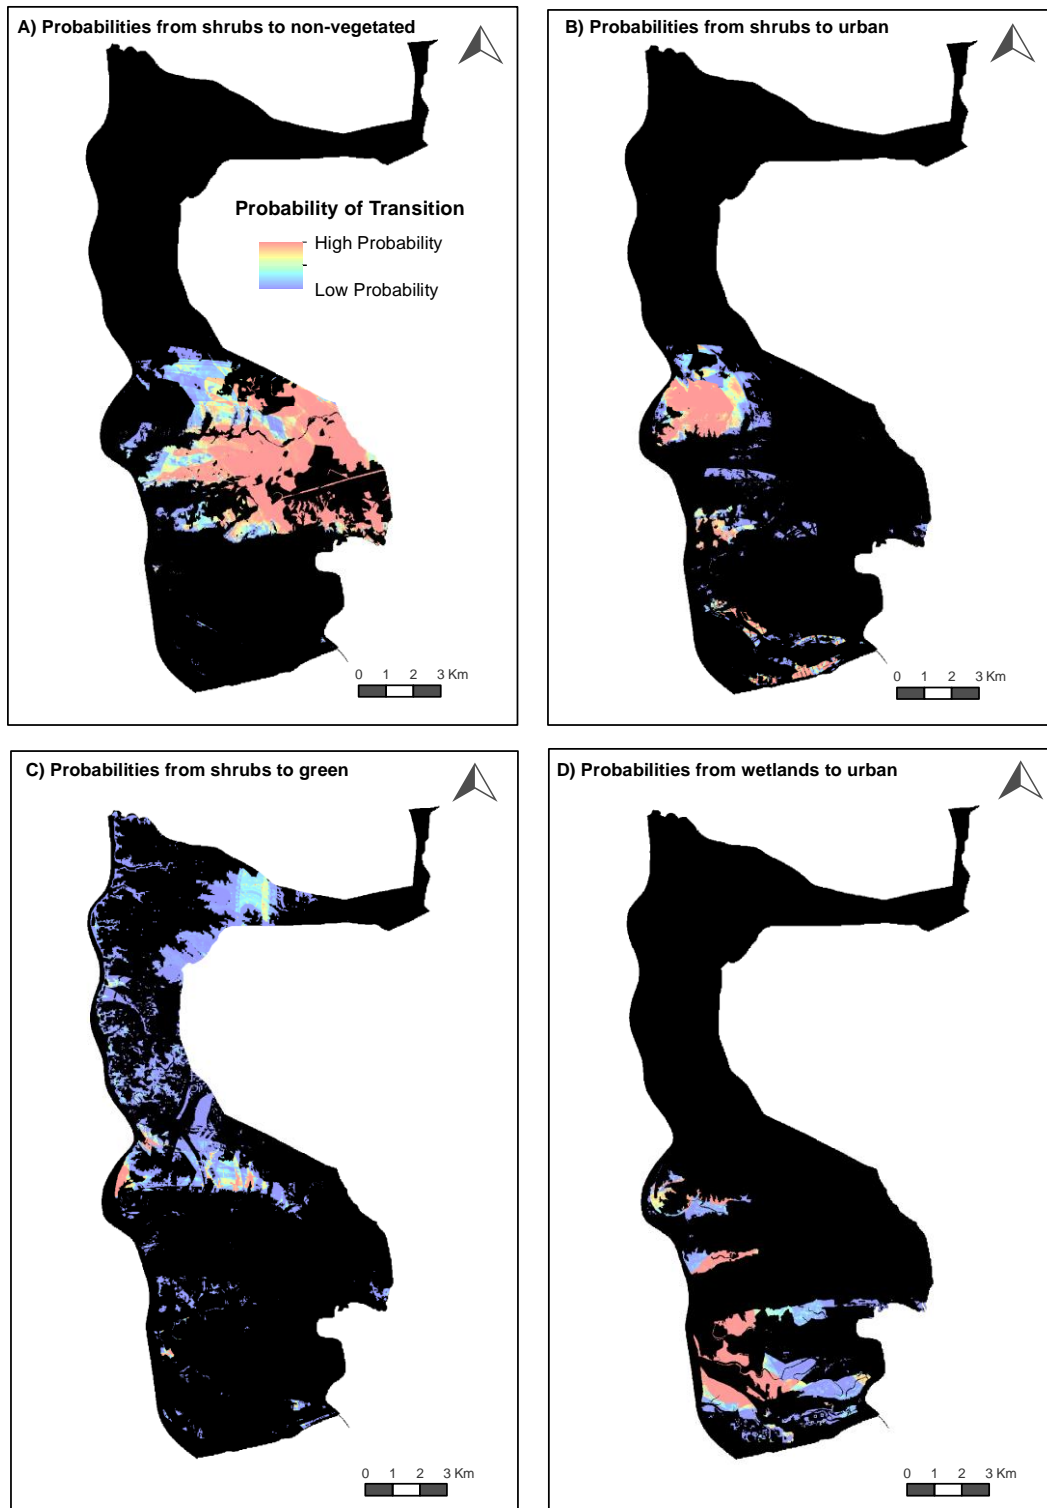 A) Probabilities from shrubs to non-vegetated
Probability of Transition
High Probability
Low Probability
0 1 2 3 Km
B) Probabilities from shrubs to urban
0 1 2 3 Km
C) Probabilities from shrubs to green
0 1 2 3 Km
D) Probabilities from wetlands to urban
0 1 2 3 Km